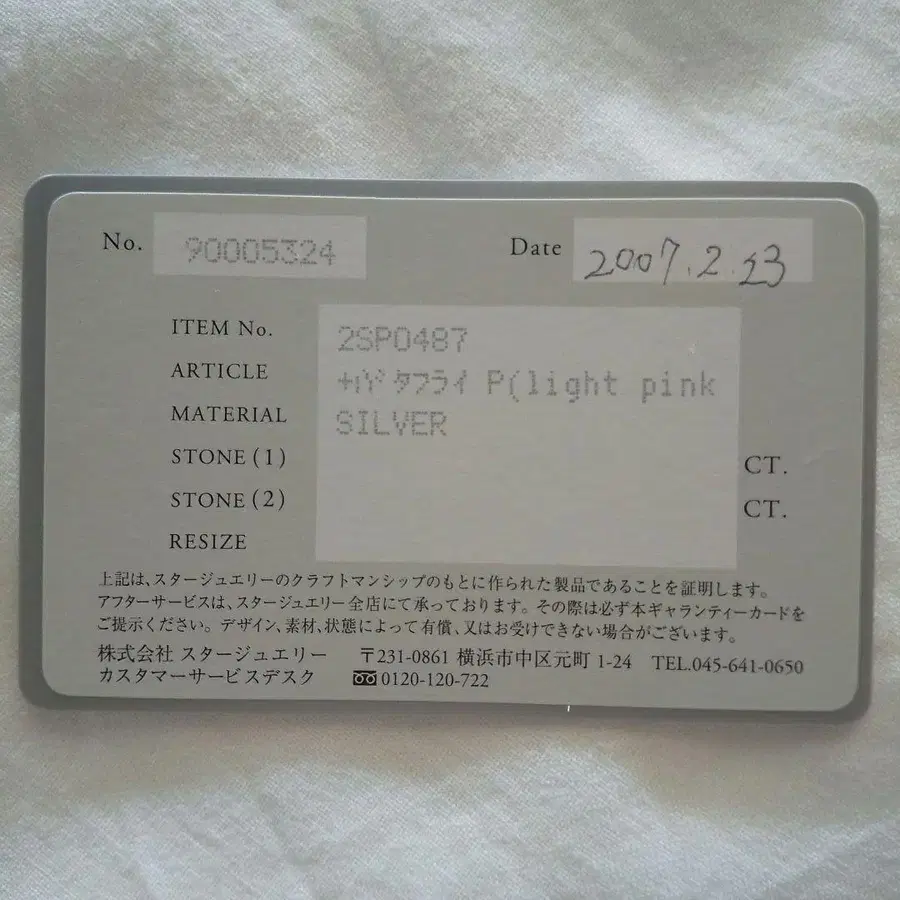 No. 90005324 Date 2007.2.23
ITEM No. 2SP0487
ARTICLE タフライ P(light pink
MATERIAL SILVER
STONE (1) CT.
STONE (2) CT.
RESIZE
上記は、スタージュエリーのクラフトマンシップのもとに作られた製品であることを証明します。
アフターサービスは、スタージュエリー全店にて承っております。その際は必ず本ギャランティーカードを
ご提示ください。デザイン、素材、状態によって有償、又はお受けできない場合がございます。
株式会社 スタージュエリー 〒231-0861 横浜市中区元町 1-24 TEL.045-641-0650
カスタマーサービスデスク 0120-120-722